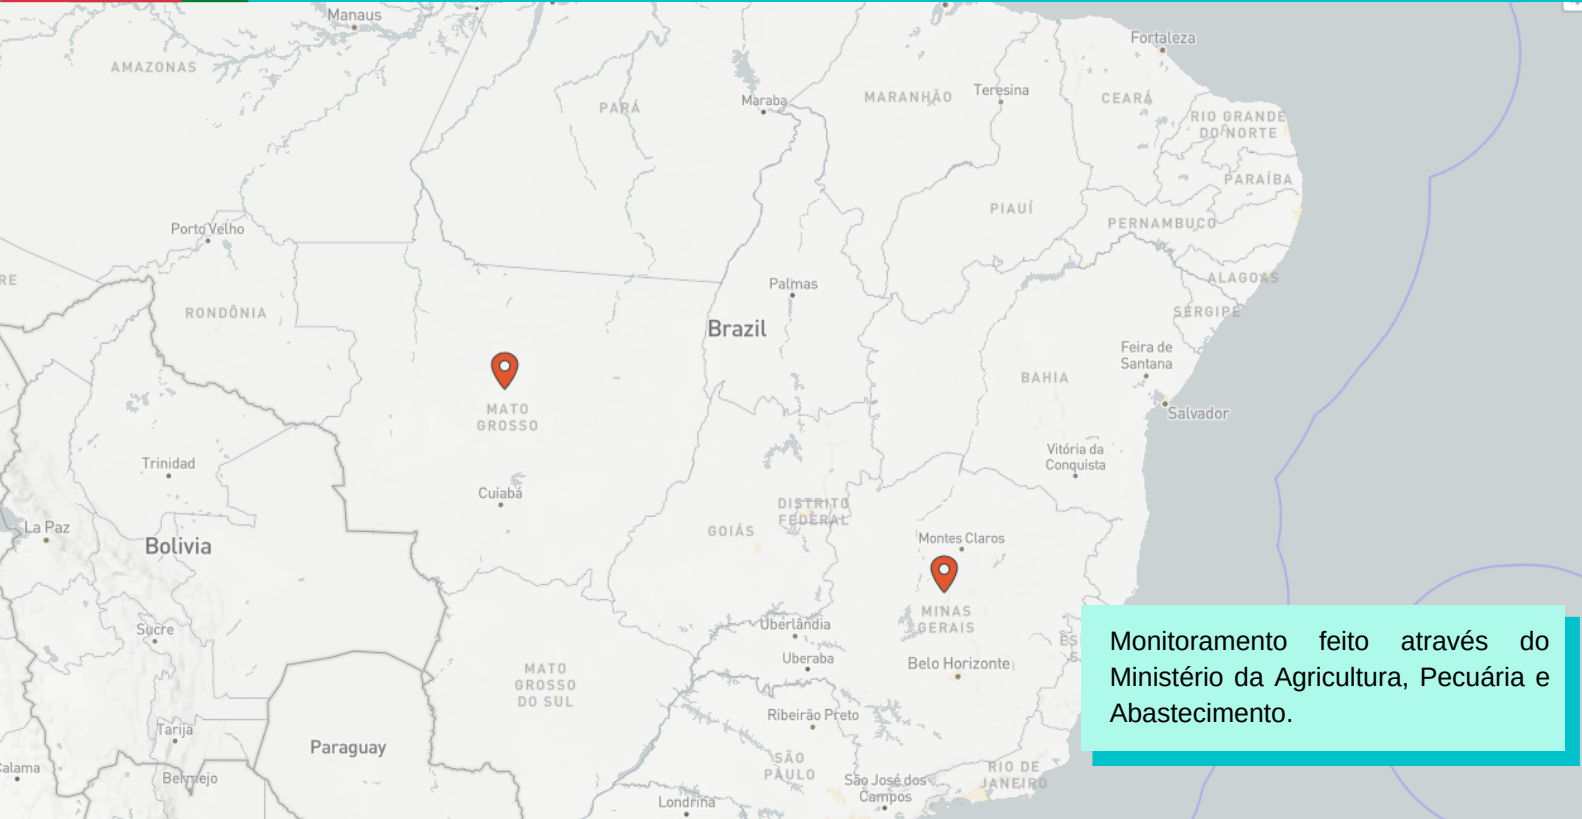 Manaus
Fortaleza
AMAZONAS
Teresina
MARANHÃO
CEARÁ
Maraba
PARÁ
RIO GRANDE
DO NORTE
PARAÍBA
PIAUÍ
PERNAMBUCO
Porto Velho
RE
ALAGOAS
Palmas
RONDÔNIA
SERGIPE
Brazil
Feira de
Santana
BAHIA
MATO
GROSSO
Salvador
Vitória da
Conquista
Trinidad
Cuiabá
DISTRITO
FEDERAL
La Paz
GOIÁS
Montes Claros
Bolivia
MINAS
GERAIS
Uberlândia
Sucre
ES
S
Monitoramento feito através do
Ministério da Agricultura, Pecuária e
Abastecimento.
Uberaba
Belo Horizonte
MATO
GROSSO
DO SUL
Ribeirão Preto
Tarija
Paraguay
SÃO
PAULO
RIO DE
JANEIRO
Calama
Bermejo
São José dos
Campos
Londrina